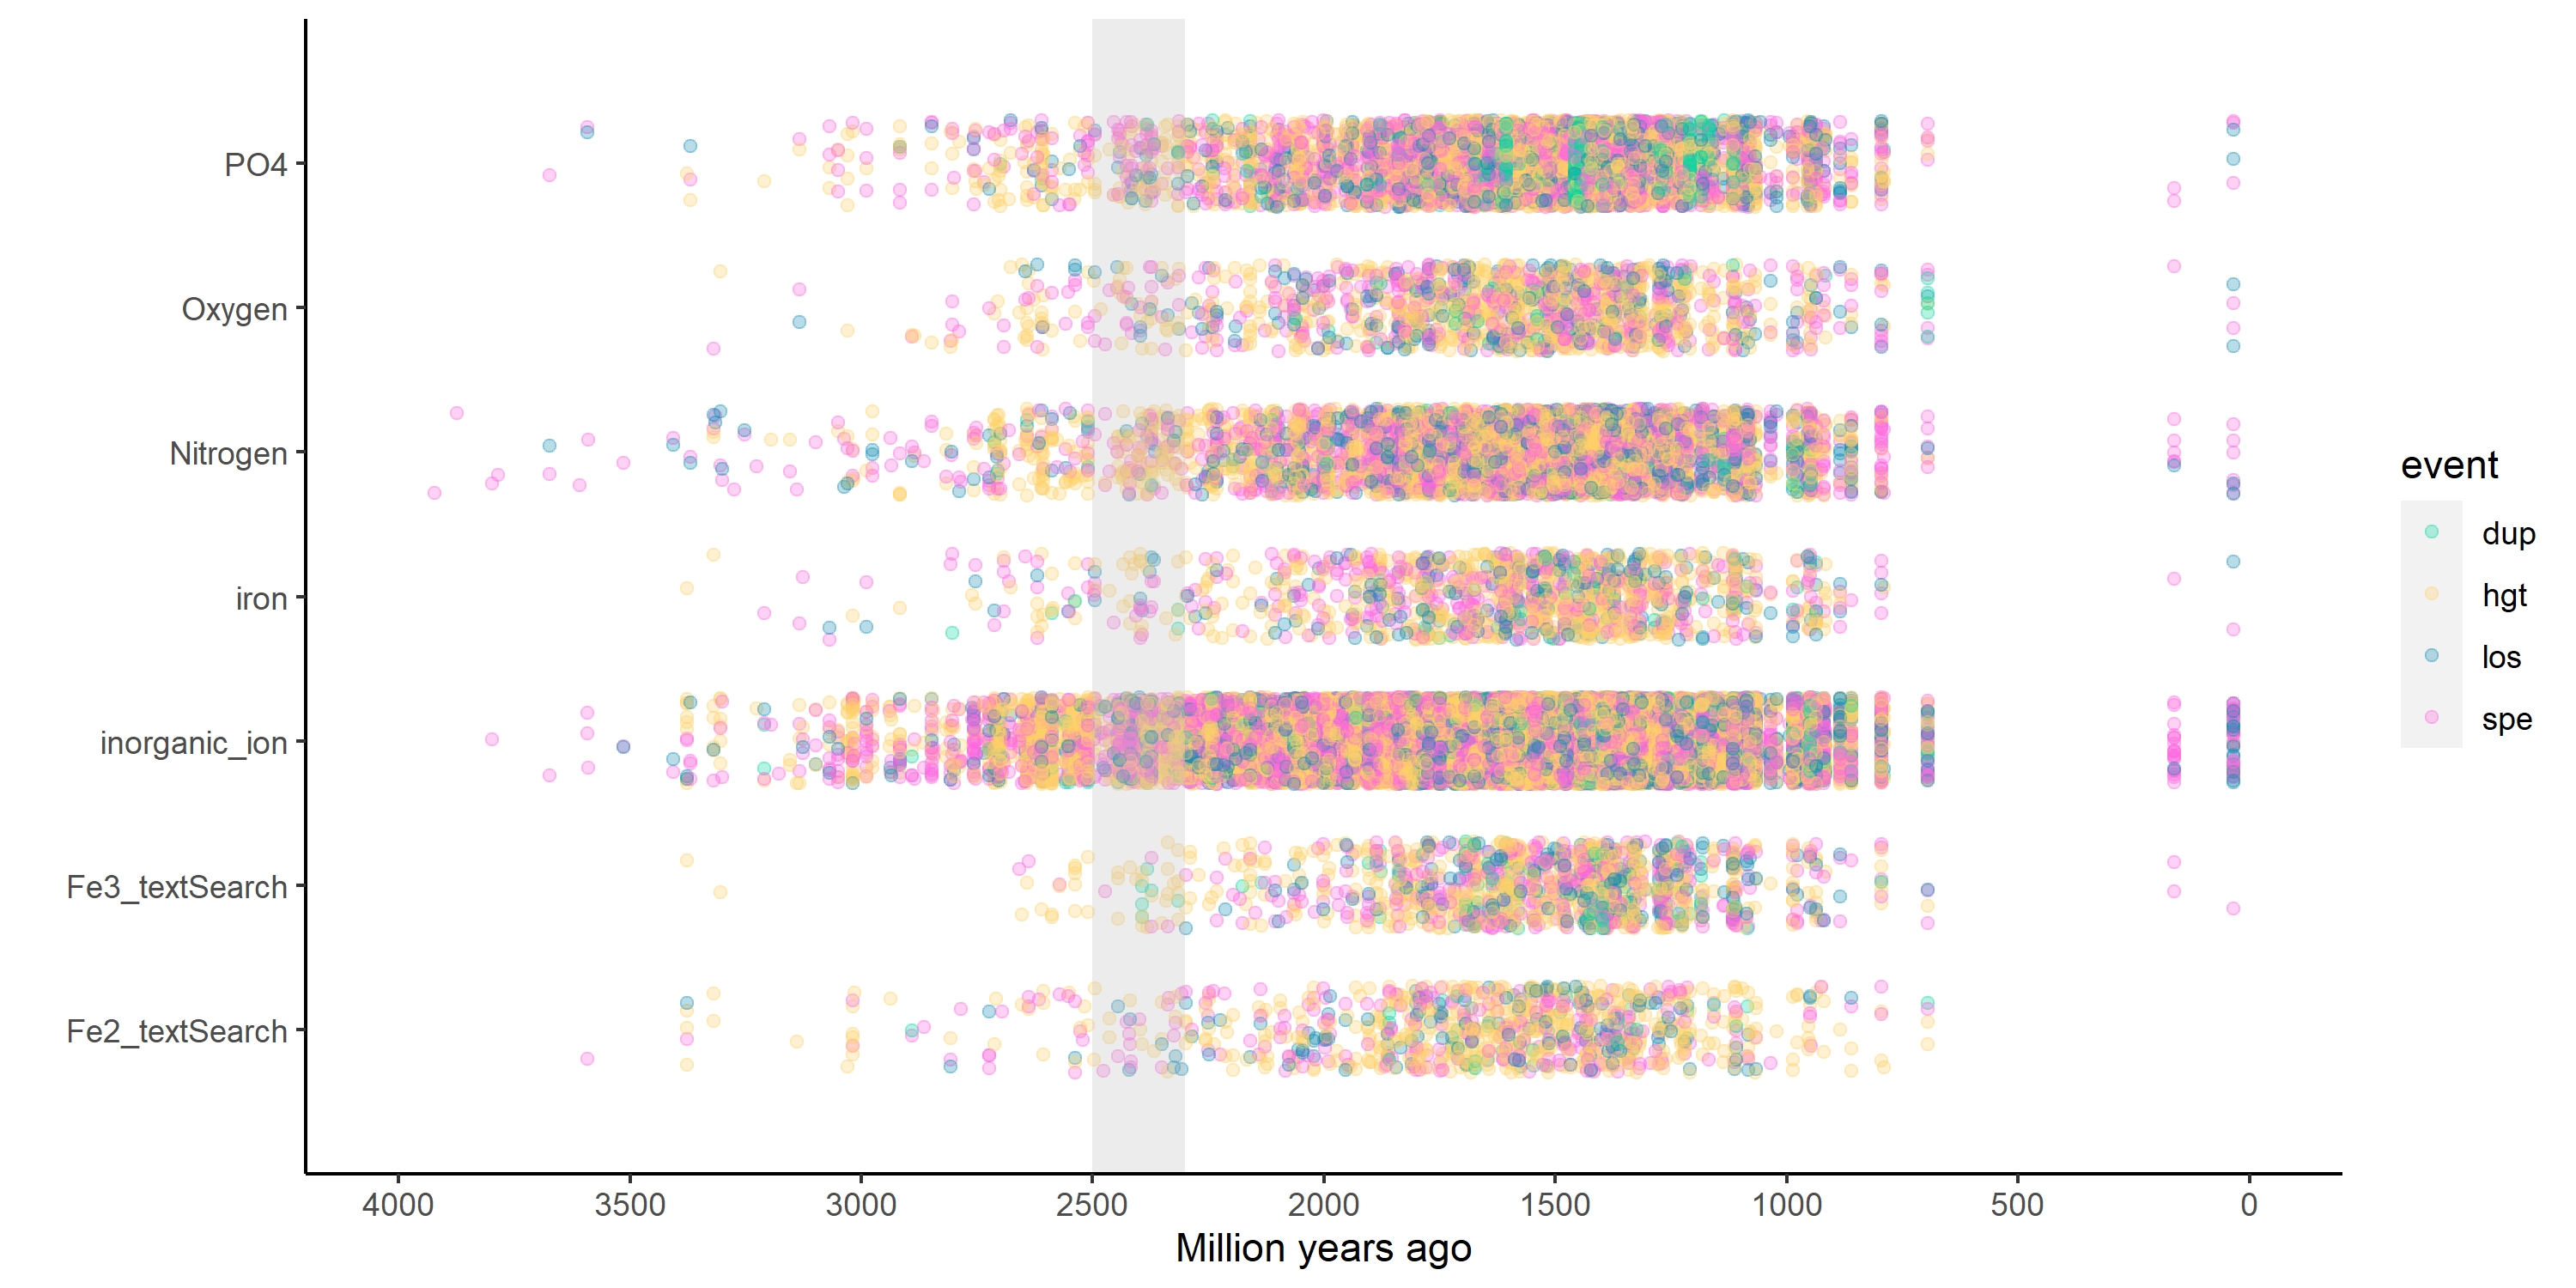 PO4
Oxygen
Nitrogen
iron
inorganic_ion
Fe3_textSearch
Fe2_textSearch
4000 3500 3000 2500 2000 1500 1000 500 0
Million years ago
event
dup
hgt
los
spe